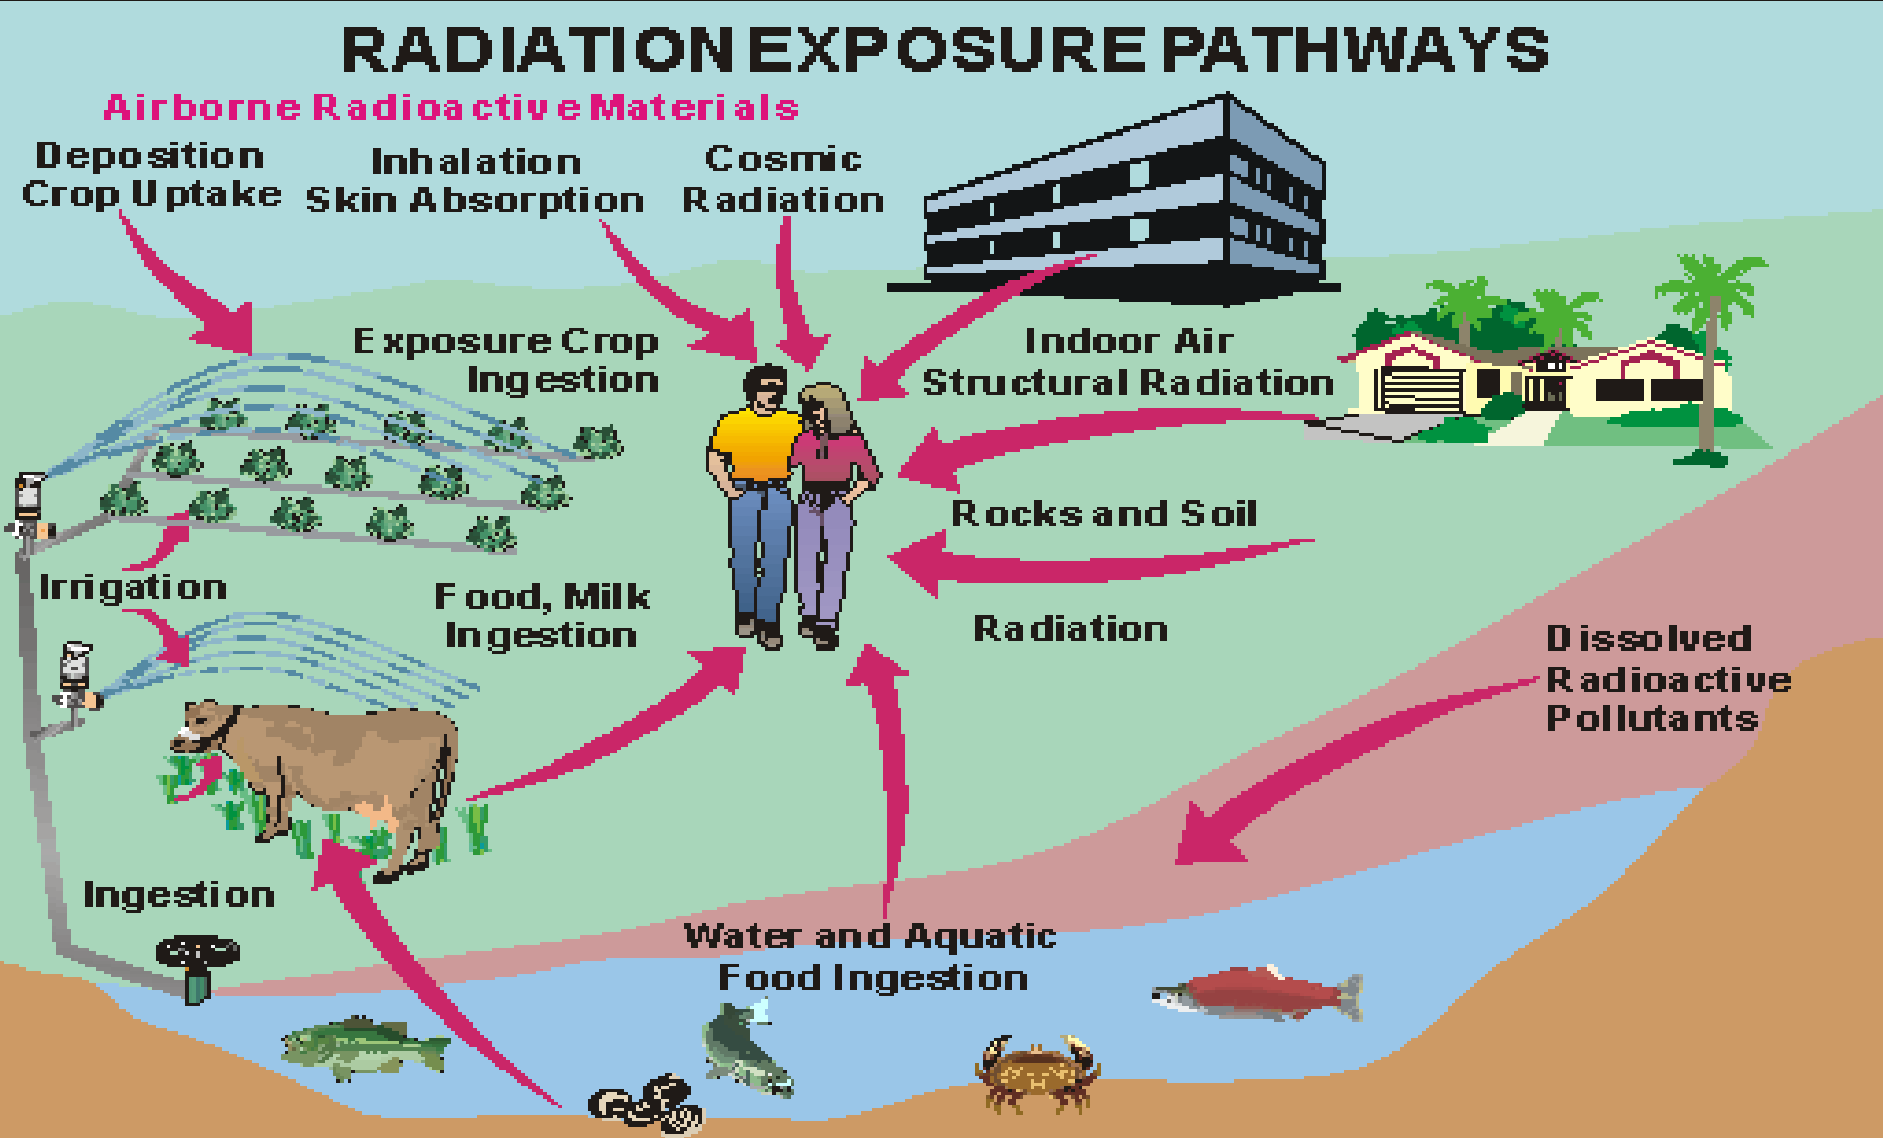 RADIATION EXPOSURE PATHWAYS
Airborne Radioactive Materials
Deposition
Crop Uptake
Inhalation
Skin Absorption
Cosmic
Radiation
Exposure Crop
Ingestion
Indoor Air
Structural Radiation
Rocks and Soil
Radiation
Irrigation
Food, Milk
Ingestion
Dissolved
Radioactive
Pollutants
Ingestion
Water and Aquatic
Food Ingestion